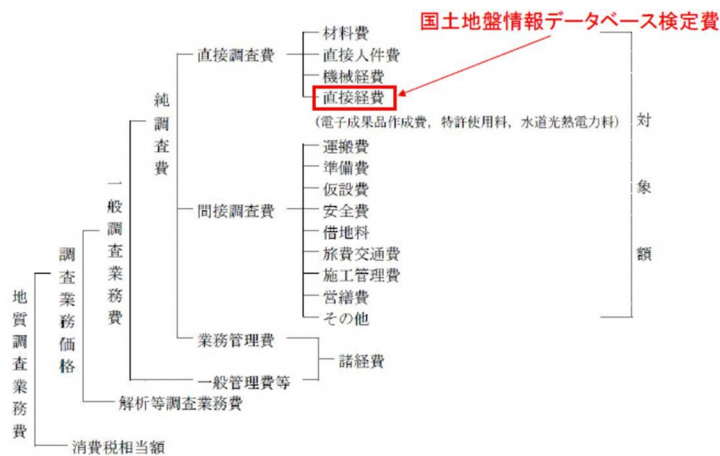 国土地盤情報データベース検定費
材料費
直接調査費
直接人件費
機械経費
直接経費
(電子成果品作成費，特許使用料，水道光熱電力料)
純調査費
運搬費
準備費
仮設費
間接調査費
安全費
借地料
旅費交通費
施工管理費
営繕費
その他
対象額
一般調査業務費
業務管理費
諸経費
一般管理費等
調査業務価格
解析等調査業務費
地質調査業務費
消費税相当額